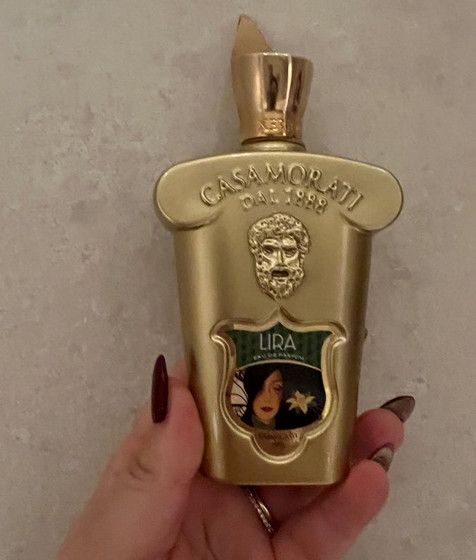 CASAMORATI
DAL 1888
LIRA
EAU DE PARFUM